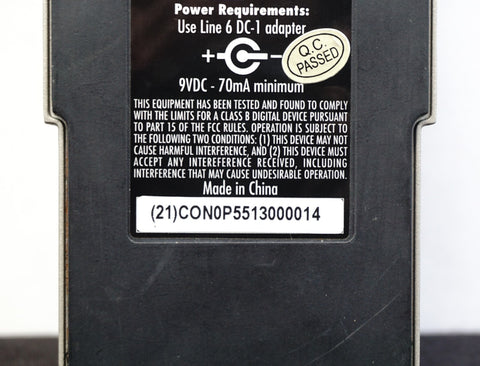 Power Requirements:
Use Line 6 DC-1 adapter
+ -
Q.C.
PASSED
9VDC - 70mA minimum
THIS EQUIPMENT HAS BEEN TESTED AND FOUND TO COMPLY
WITH THE LIMITS FOR A CLASS B DIGITAL DEVICE PURSUANT
TO PART 15 OF THE FCC RULES. OPERATION IS SUBJECT TO
THE FOLLOWING TWO CONDITIONS: (1) THIS DEVICE MAY NOT
CAUSE HARMFUL INTERFERENCE, AND (2) THIS DEVICE MUST
ACCEPT ANY INTEREFERENCE RECEIVED, INCLUDING
INTERFERENCE THAT MAY CAUSE UNDESIRABLE OPERATION.
Made in China
(21)CON0P5513000014